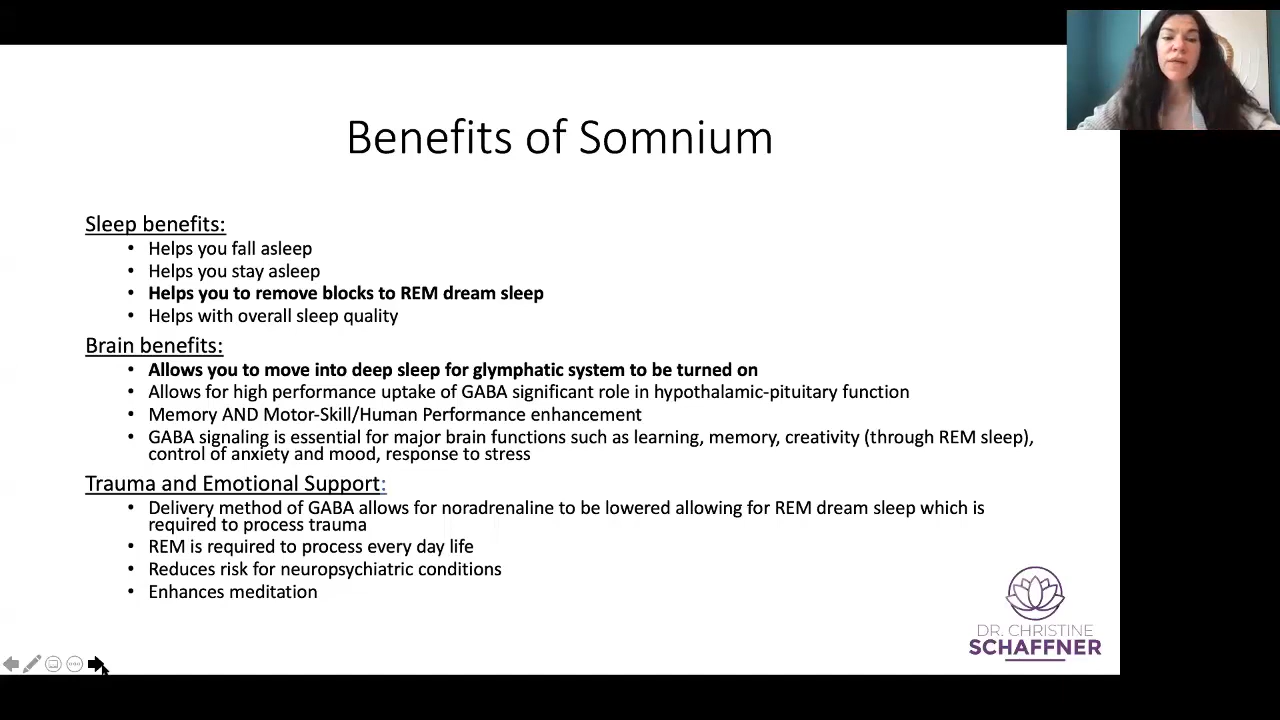 Benefits of Somnium
Sleep benefits:
• Helps you fall asleep
• Helps you stay asleep
• Helps you to remove blocks to REM dream sleep
• Helps with overall sleep quality
Brain benefits:
• Allows you to move into deep sleep for glymphatic system to be turned on
• Allows for high performance uptake of GABA significant role in hypothalamic-pituitary function
• Memory AND Motor-Skill/Human Performance enhancement
• GABA signaling is essential for major brain functions such as learning, memory, creativity (through REM sleep),
control of anxiety and mood, response to stress
Trauma and Emotional Support:
• Delivery method of GABA allows for noradrenaline to be lowered allowing for REM dream sleep which is
required to process trauma
• REM is required to process every day life
• Reduces risk for neuropsychiatric conditions
• Enhances meditation
DR. CHRISTINE
SCHAFFNER